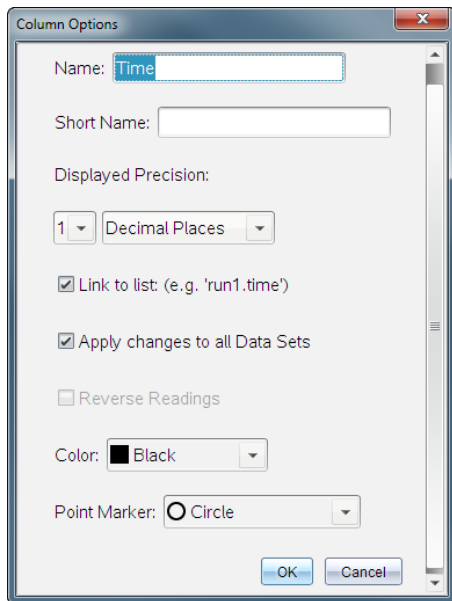 Column Options
Name: Time
Short Name:
Displayed Precision:
1 Decimal Places
Link to list: (e.g. 'run1.time')
Apply changes to all Data Sets
Reverse Readings
Color: Black
Point Marker: Circle
OK Cancel